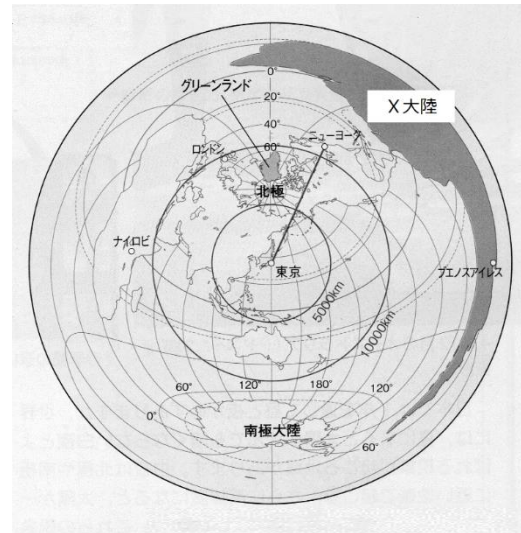 0°
グリーンランド
20°
X大陸
40°
ニューヨーク
60°
ロンドン
北極
ナイロビ
東京
ブエノスアイレス
5000km
10000km
60°
120°
180°
120°
0°
南極大陸
60°